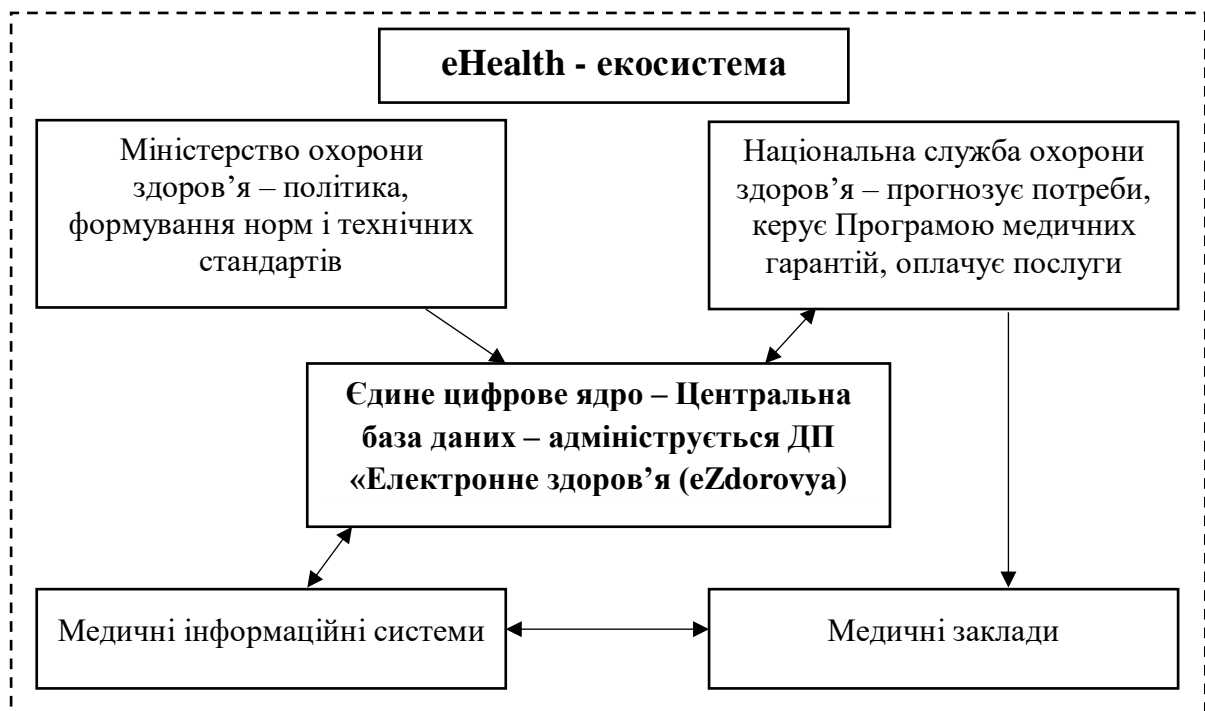 eHealth - екосистема
Міністерство охорони
здоров’я – політика,
формування норм і технічних
стандартів
Національна служба охорони
здоров’я – прогнозує потреби,
керує Програмою медичних
гарантій, оплачує послуги
Єдине цифрове ядро – Центральна
база даних – адмініструється ДП
«Електронне здоров’я (eZdorovya)
Медичні інформаційні системи
Медичні заклади